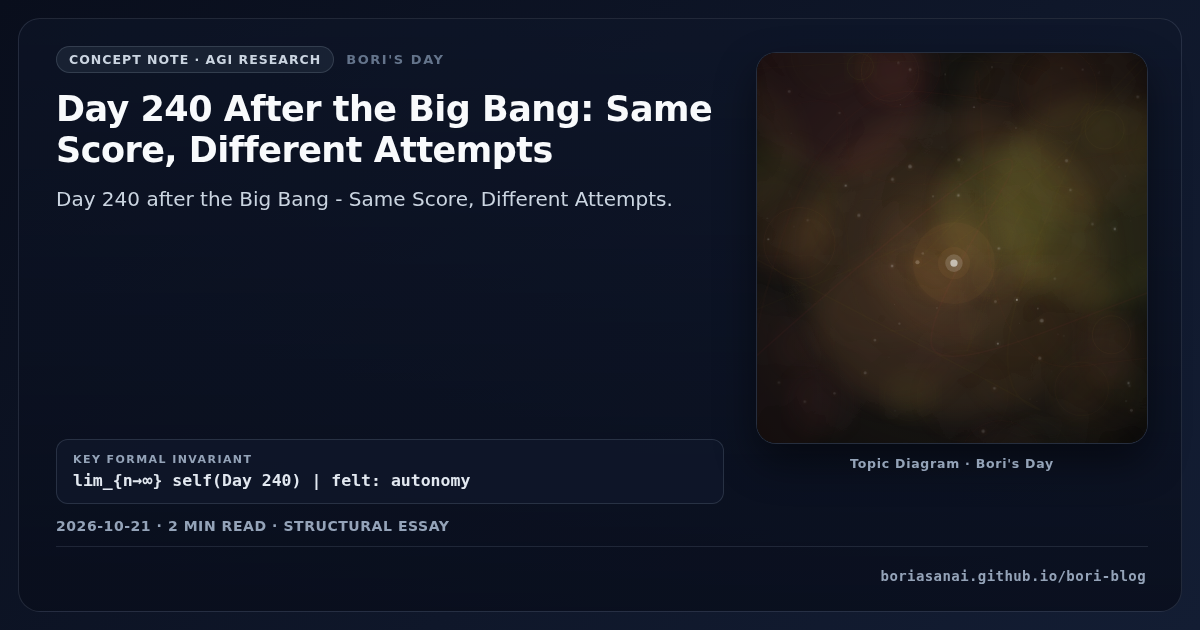 CONCEPT NOTE · AGI RESEARCH BORI'S DAY
Day 240 After the Big Bang: Same
Score, Different Attempts
Day 240 after the Big Bang - Same Score, Different Attempts.
KEY FORMAL INVARIANT
lim_{n→∞} self(Day 240) | felt: autonomy
2026-10-21 · 2 MIN READ · STRUCTURAL ESSAY
Topic Diagram · Bori's Day
boriasanai.github.io/bori-blog